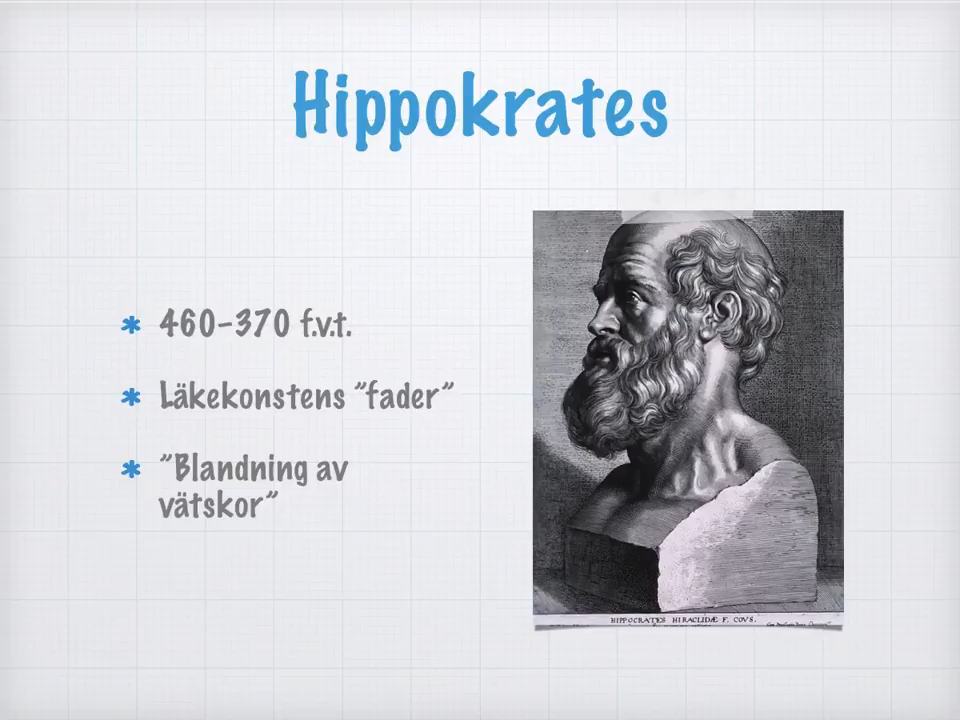 Hippokrates
460-370 f.v.t.
Läkekonstens ”fader”
”Blandning av
vätskor”
HIPPOCRATES HIRACLIDÆ F. COVS.